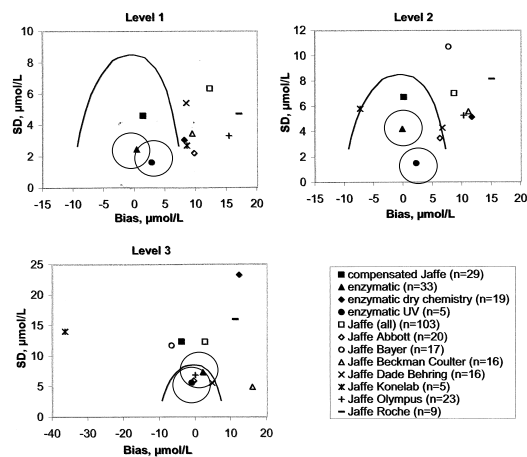 Level 1
SD, µmol/L
12
10
8
6
4
2
0
-15 -10 -5 0 5 10 15 20
Bias, µmol/L
Level 2
SD, µmol/L
12
10
8
6
4
2
0
-15 -10 -5 0 5 10 15 20
Bias, µmol/L
Level 3
SD, µmol/L
25
20
15
10
5
0
-40 -30 -20 -10 0 10 20
Bias, µmol/L
compensated Jaffe (n=29)
enzymatic (n=33)
enzymatic dry chemistry (n=19)
enzymatic UV (n=5)
Jaffe (all) (n=103)
Jaffe Abbott (n=20)
Jaffe Bayer (n=17)
Jaffe Beckman Coulter (n=16)
Jaffe Dade Behring (n=16)
Jaffe Konelab (n=5)
Jaffe Olympus (n=23)
Jaffe Roche (n=9)